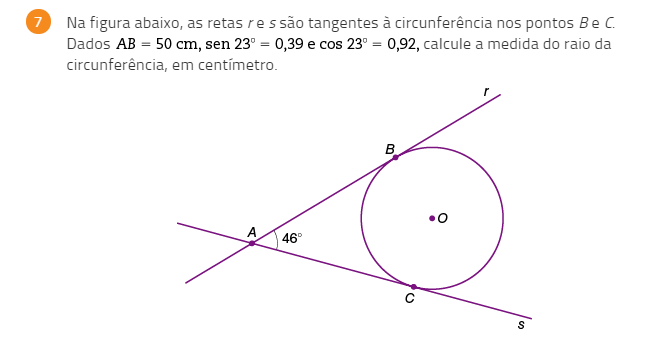 7 Na figura abaixo, as retas r e s são tangentes à circunferência nos pontos B e C.
Dados AB = 50 cm, sen 23° = 0,39 e cos 23° = 0,92, calcule a medida do raio da
circunferência, em centímetro.
r
B
O
A
46°
C
s